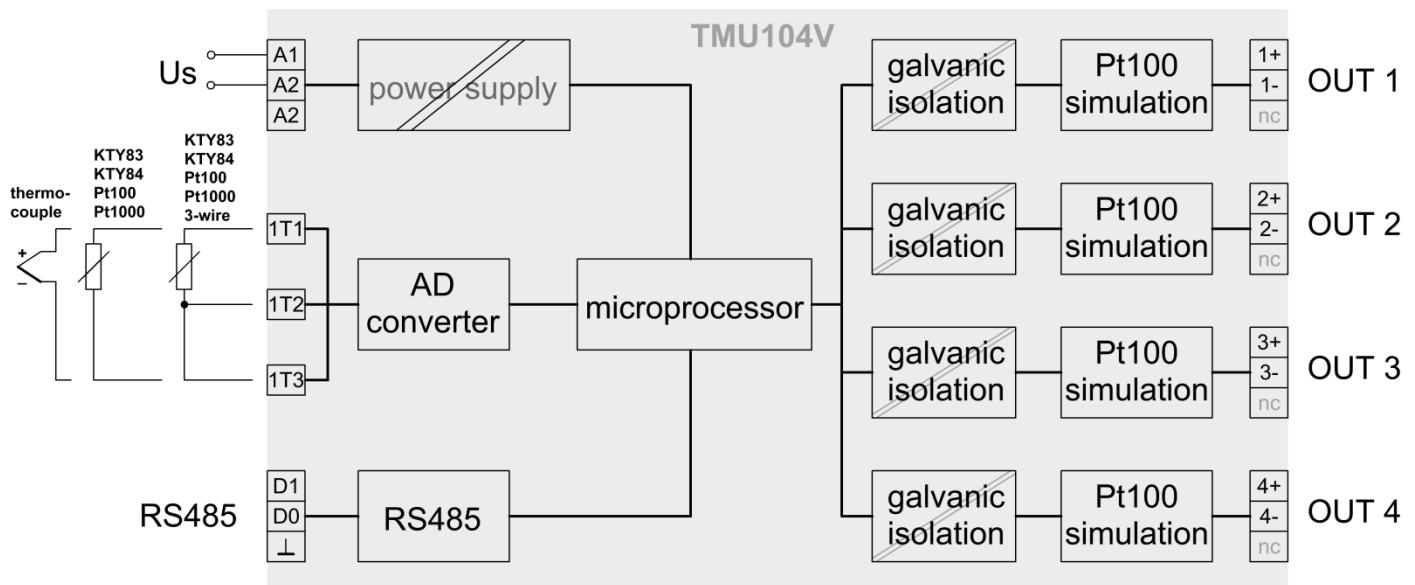 TMU104V
Us
A1
A2
A2
power supply
galvanic
isolation
Pt100
simulation
1+
1-
nc
OUT 1
thermo-
couple
+
–
KTY83
KTY84
Pt100
Pt1000
KTY83
KTY84
Pt100
Pt1000
3-wire
1T1
1T2
1T3
AD
converter
microprocessor
galvanic
isolation
Pt100
simulation
2+
2-
nc
OUT 2
galvanic
isolation
Pt100
simulation
3+
3-
nc
OUT 3
RS485
D1
D0
⊥
RS485
galvanic
isolation
Pt100
simulation
4+
4-
nc
OUT 4